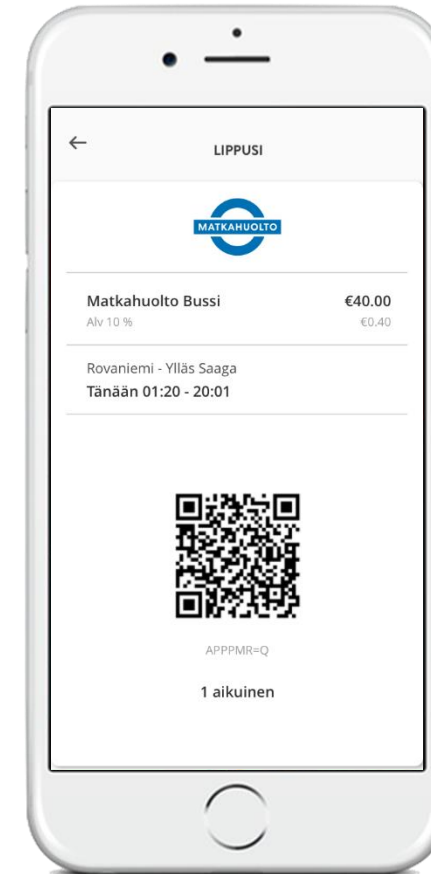 LIPPUSI
MATKAHUOLTO
Matkahuolto Bussi €40.00
Alv 10 % €0.40
Rovaniemi - Ylläs Saaga
Tänään 01:20 - 20:01
APPPMR=Q
1 aikuinen